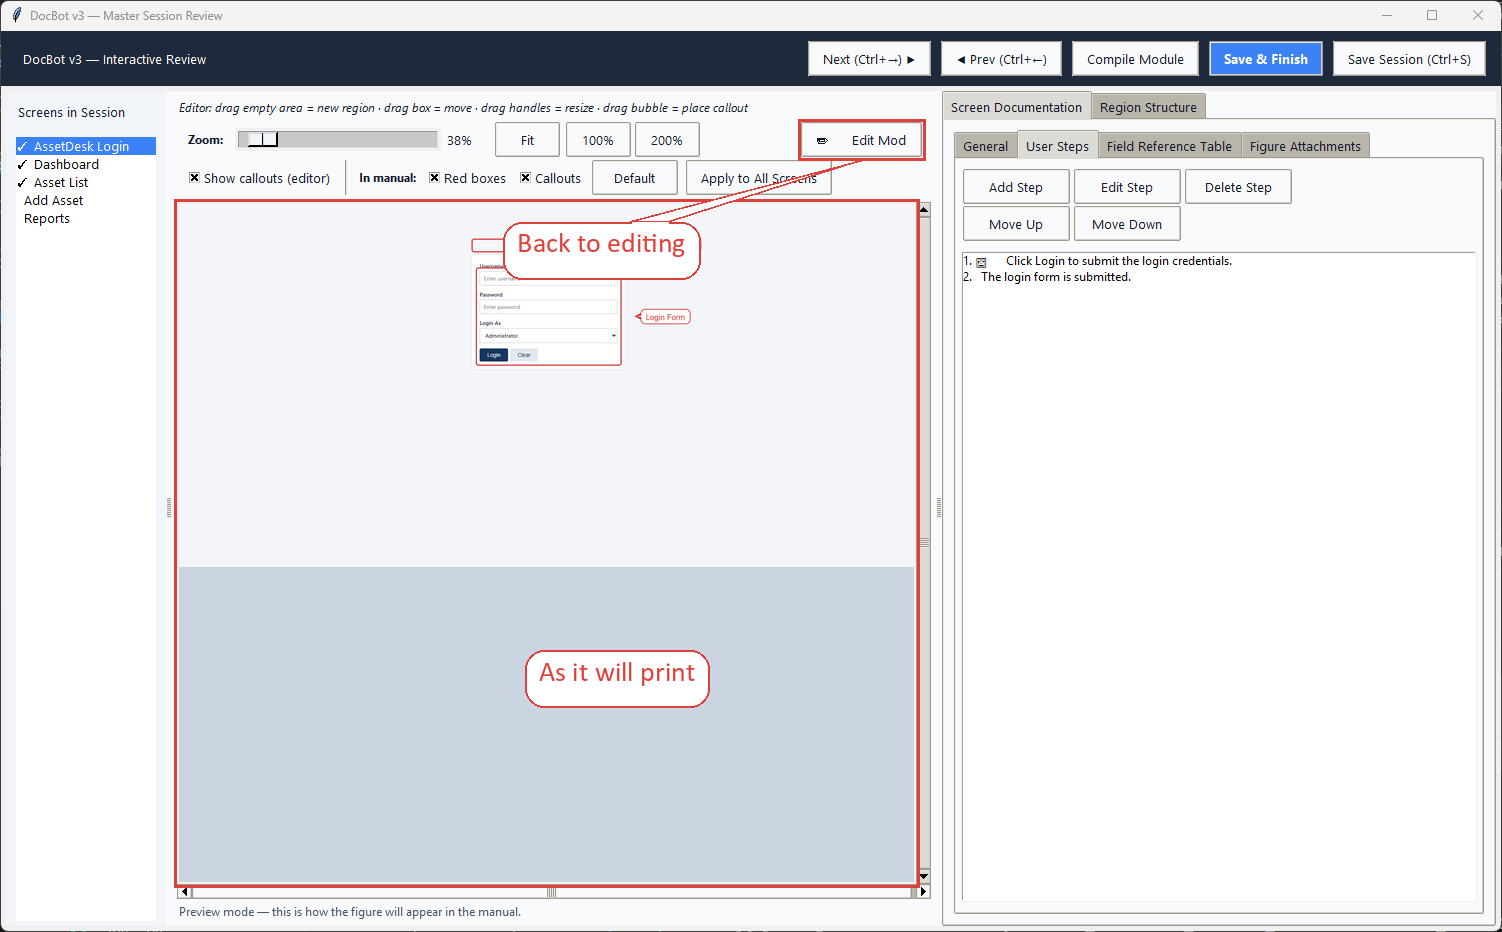 DocBot v3 — Master Session Review
DocBot v3 — Interactive Review
Next (Ctrl+→) ►
◄ Prev (Ctrl+←)
Compile Module
Save & Finish
Save Session (Ctrl+S)
Screens in Session
✓ AssetDesk Login
✓ Dashboard
✓ Asset List
Add Asset
Reports
Editor: drag empty area = new region · drag box = move · drag handles = resize · drag bubble = place callout
Zoom:
38%
Fit
100%
200%
✏ Edit Mod
Show callouts (editor)
In manual:
Red boxes
Callouts
Default
Apply to All Screens
Back to editing
Username
Enter username
Password
Enter password
Login As
Administrator
Login
Clear
Login Form
As it will print
Preview mode — this is how the figure will appear in the manual.
Screen Documentation
Region Structure
General
User Steps
Field Reference Table
Figure Attachments
Add Step
Edit Step
Delete Step
Move Up
Move Down
1. Click Login to submit the login credentials.
2. The login form is submitted.